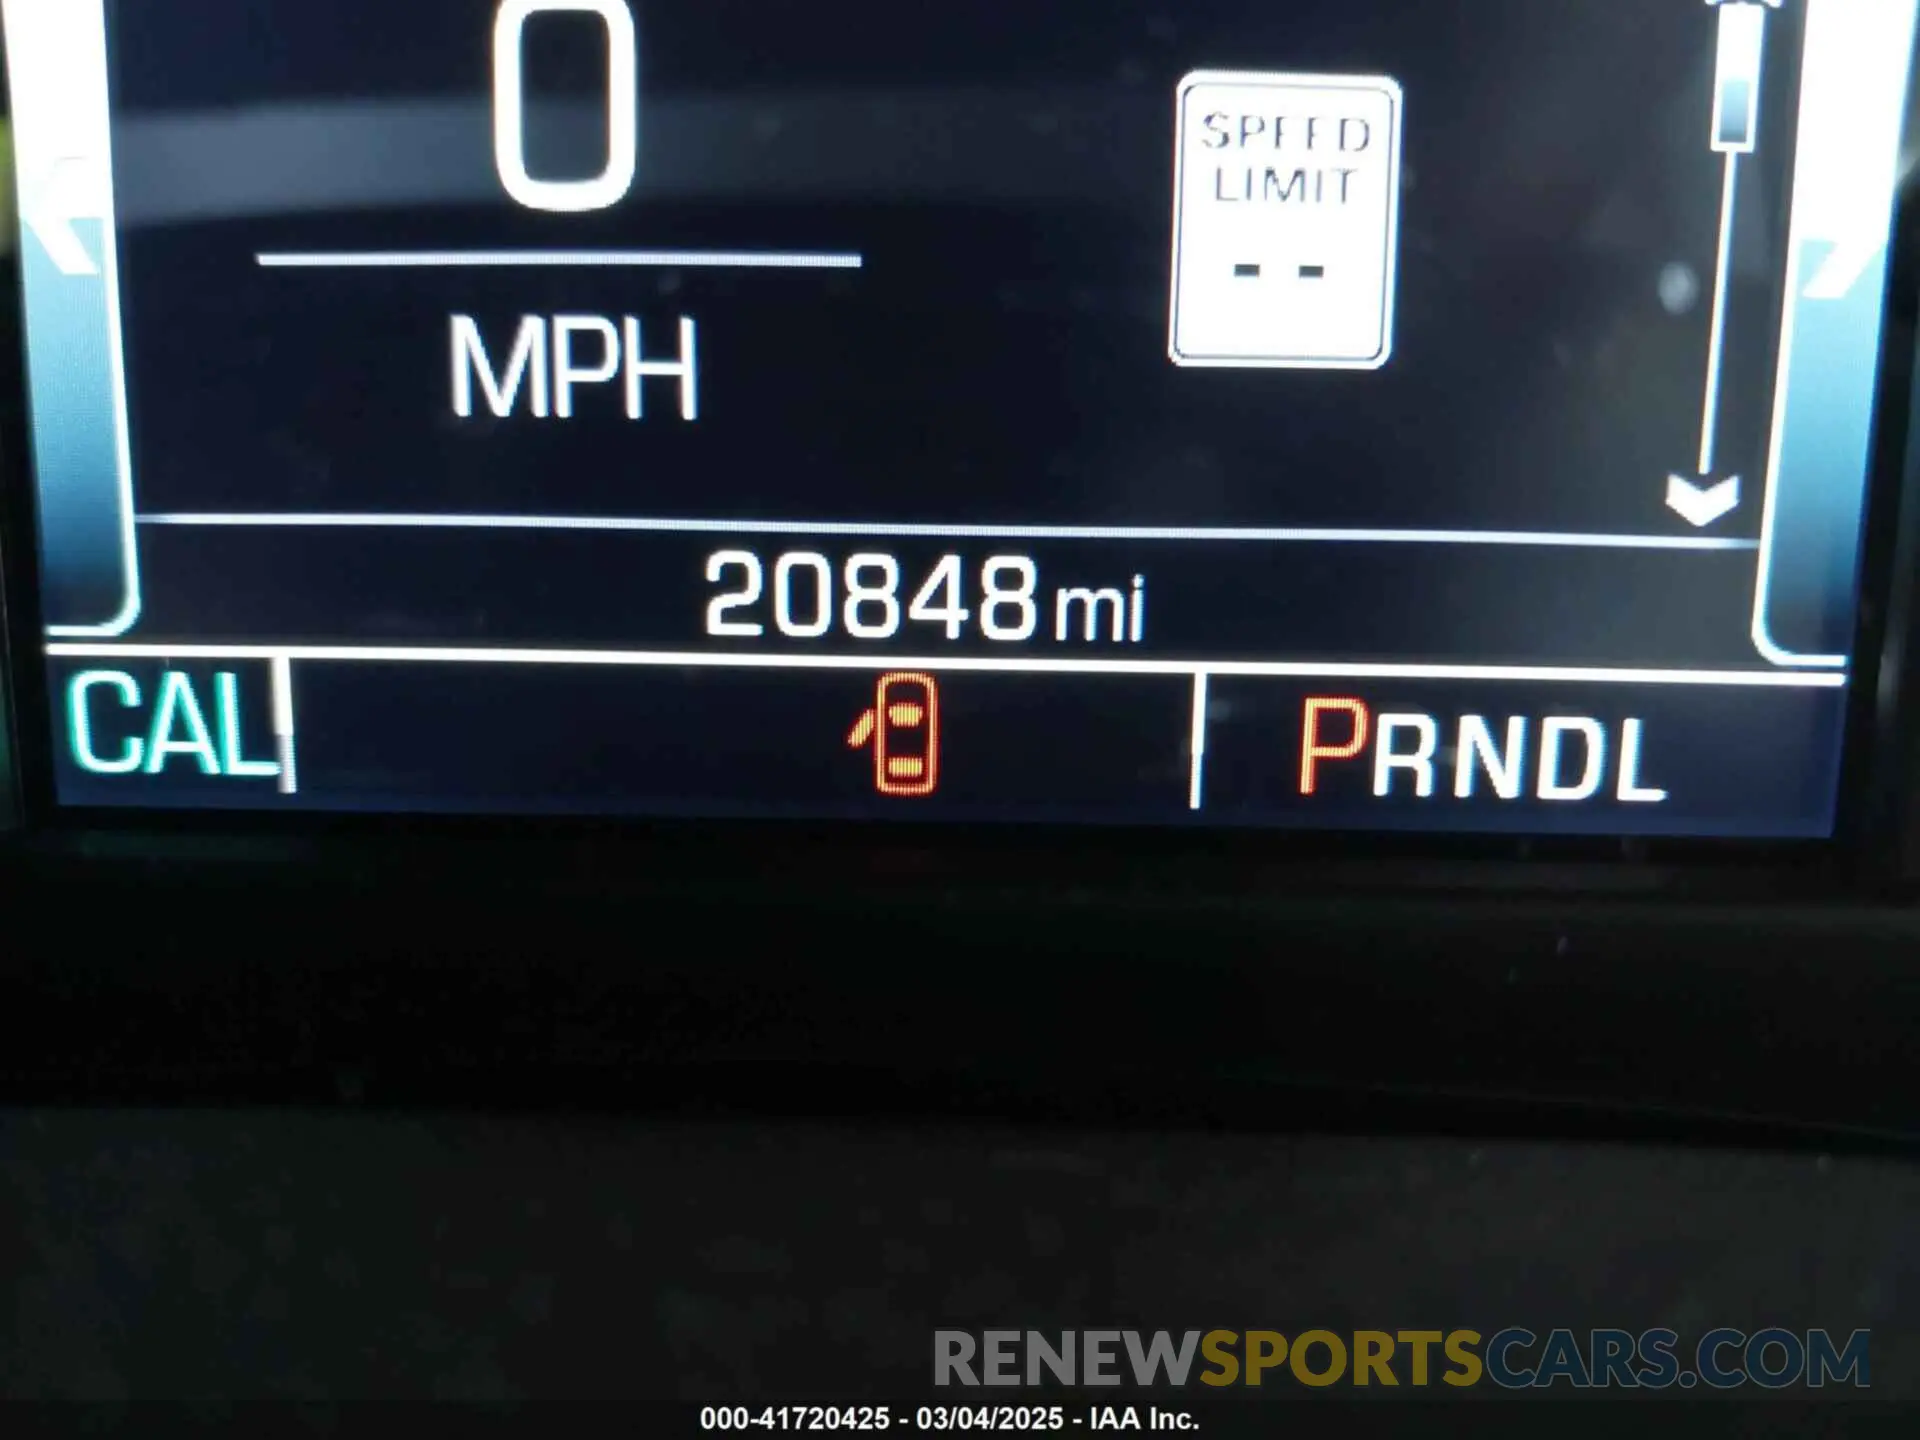 0
MPH
SPEED
LIMIT
--
20848 mi
CAL
PRNDL
RENEWSPORTSCARS.COM
000-41720425 - 03/04/2025 - IAA Inc.